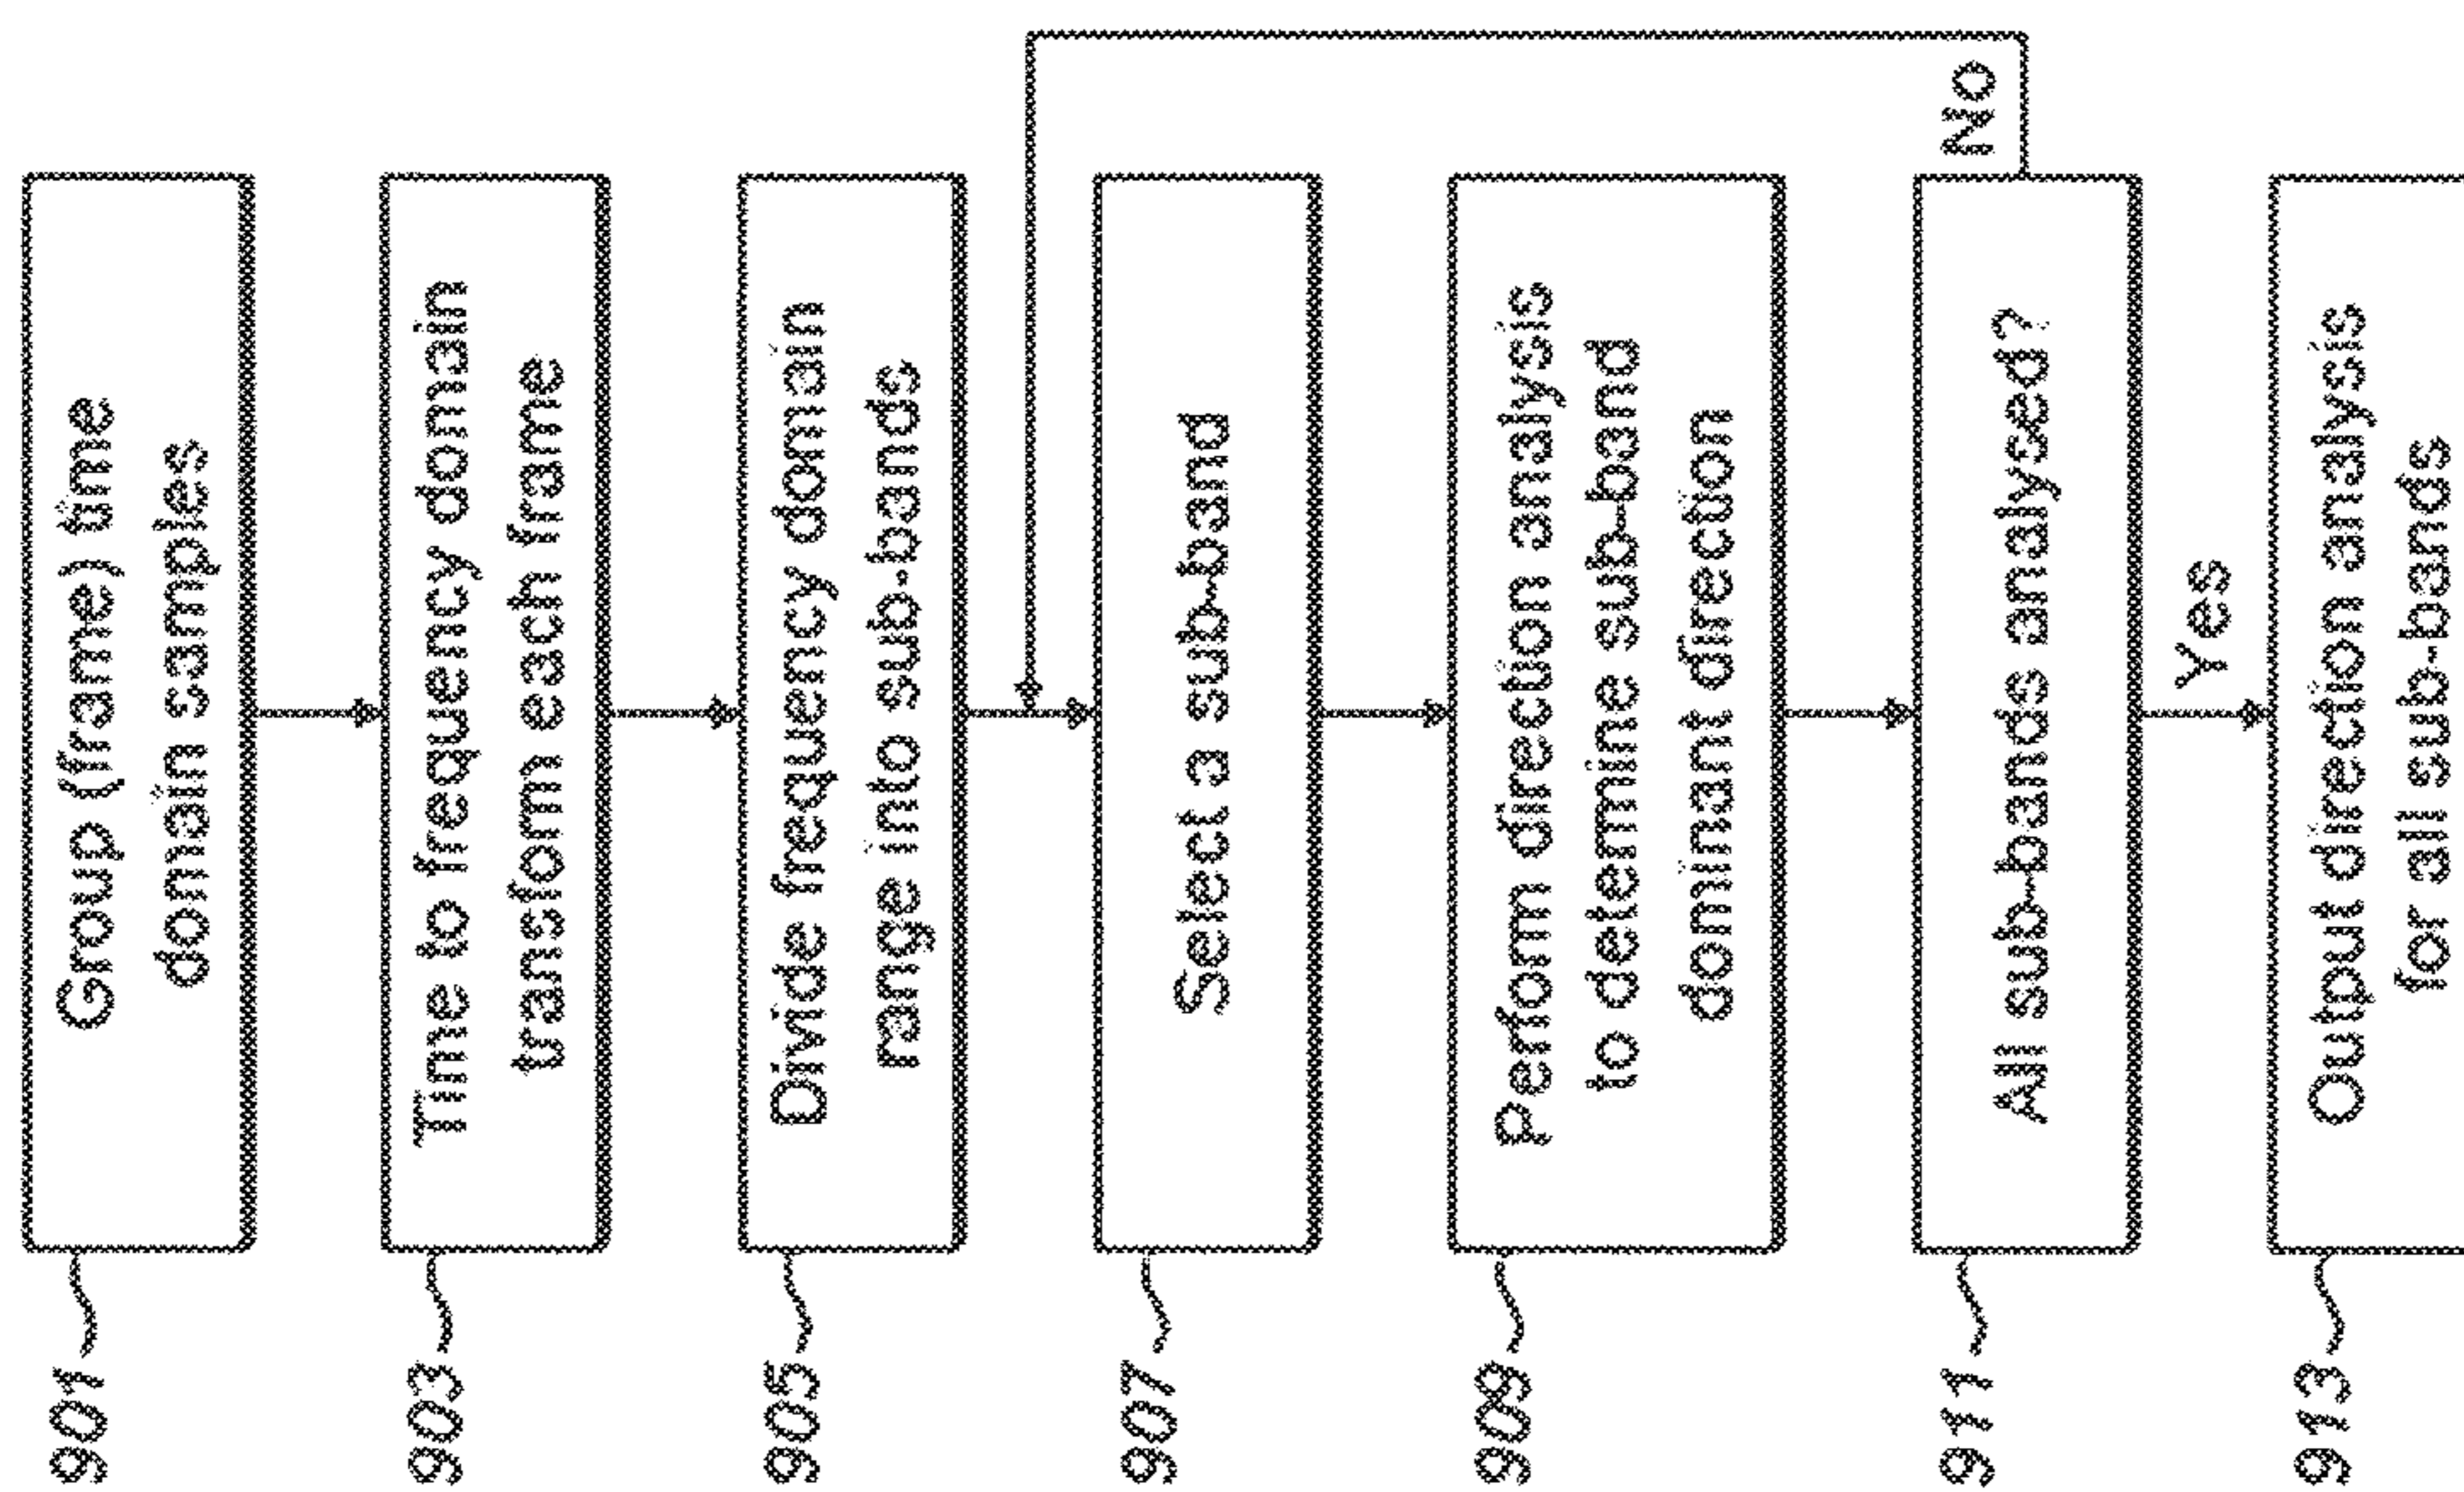 901
Group (frame) time
domain samples
903
Time to frequency domain
transform each frame
905
Divide frequency domain
range into sub-bands
907
Select a sub-band
909
Perform direction analysis
to determine sub-band
dominant direction
911
All sub-bands analysed?
No
Yes
913
Output direction analysis
for all sub-bands